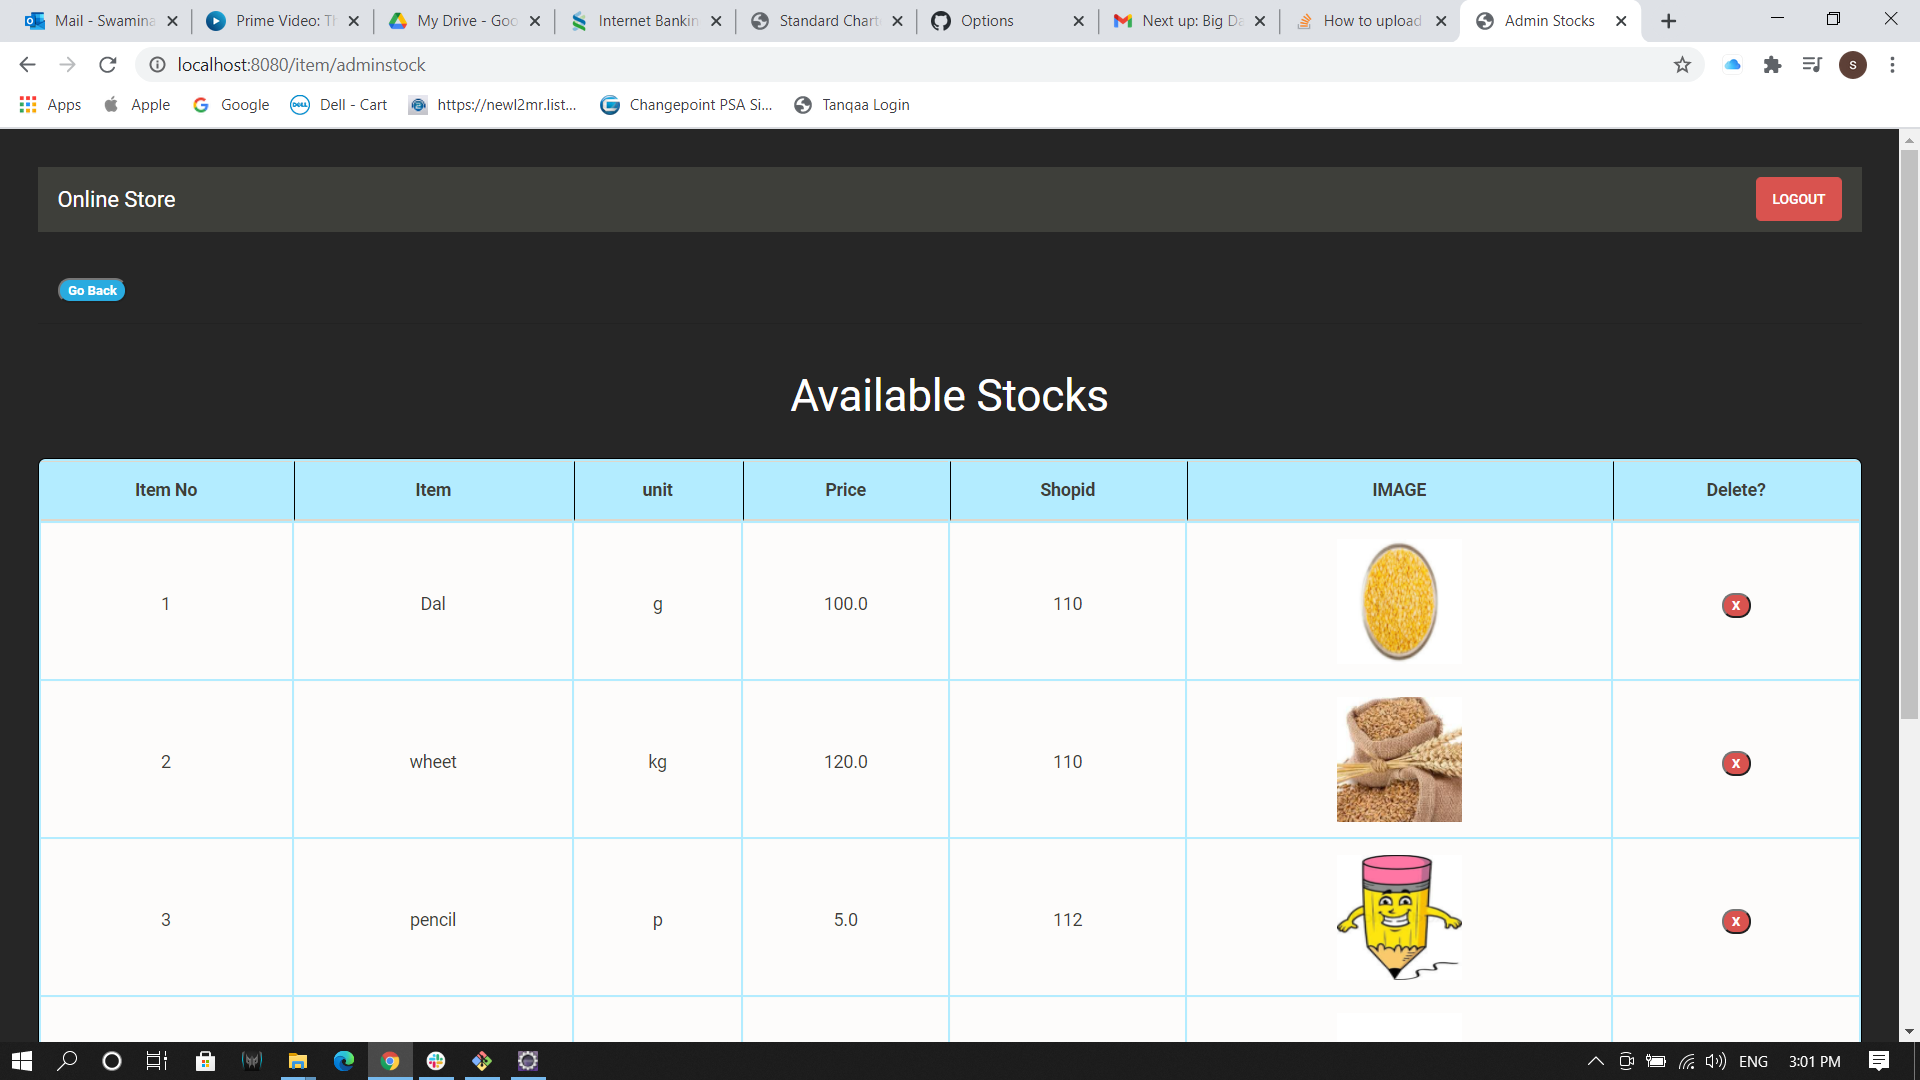 Mail - Swamina
Prime Video: Th
My Drive - Goo
Internet Bankin
Standard Chart
Options
Next up: Big Da
How to upload
Admin Stocks
localhost:8080/item/adminstock
S
Apps
Apple
Google
Dell - Cart
https://newl2mr.list...
Changepoint PSA Si...
Tanqaa Login
Online Store
LOGOUT
Go Back
Available Stocks
Item No Item unit Price Shopid IMAGE Delete?
1 Dal g 100.0 110 x
2 wheet kg 120.0 110 x
3 pencil p 5.0 112 x
ENG
3:01 PM